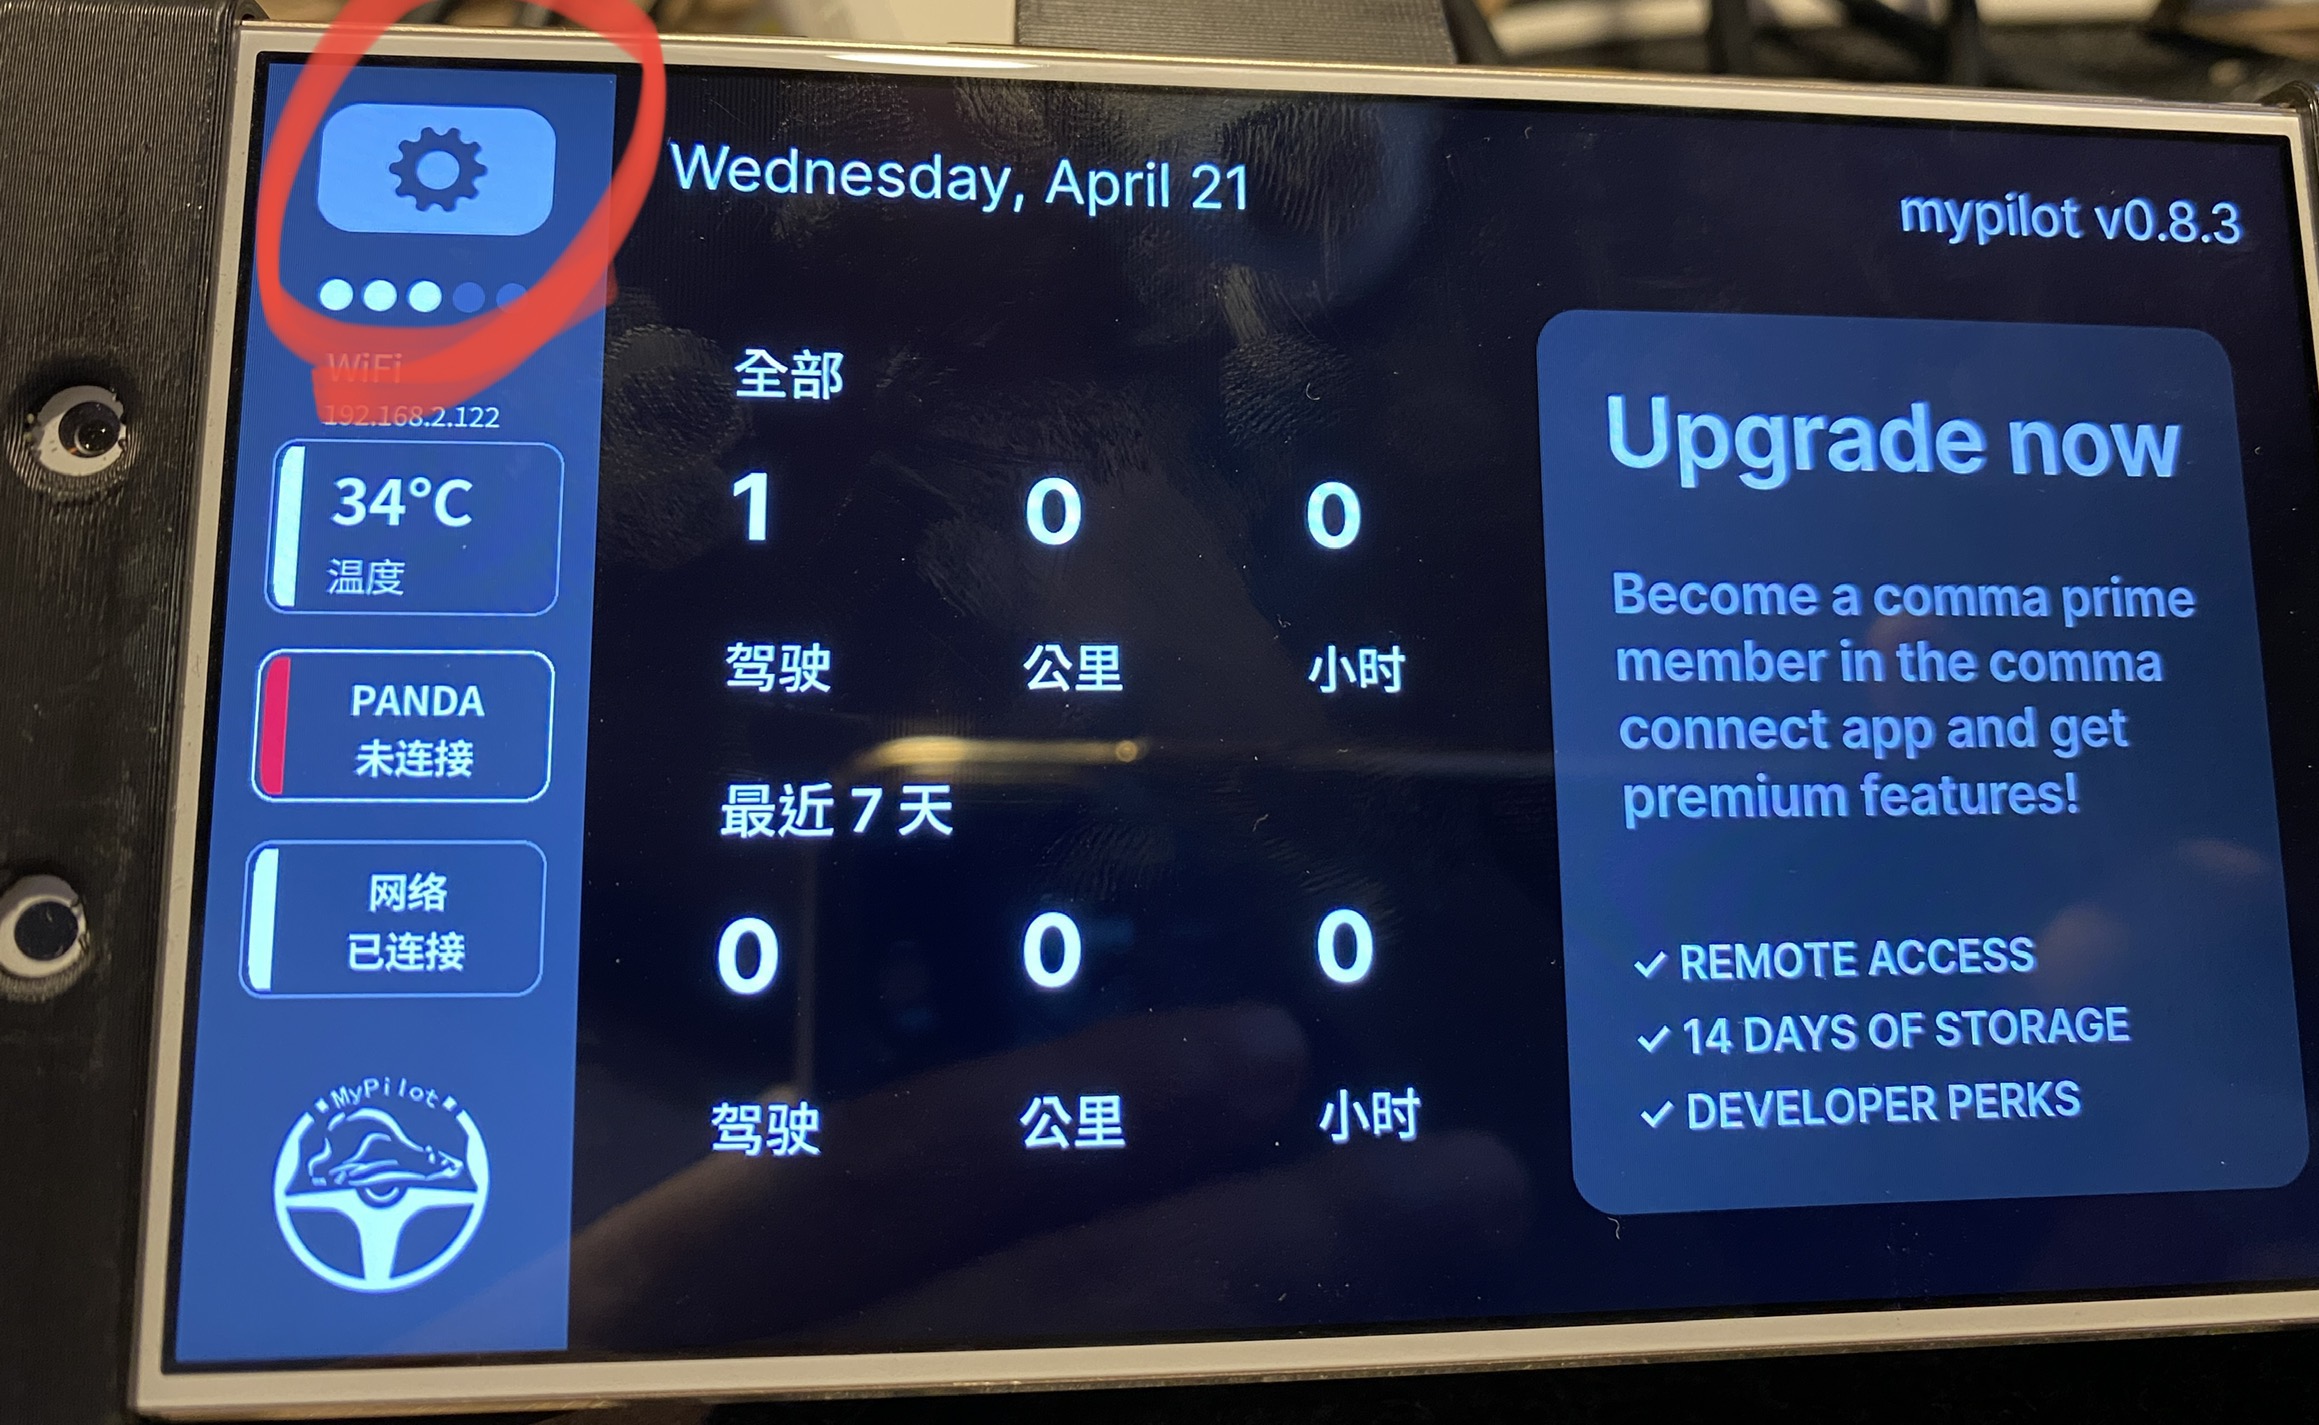 Wednesday, April 21
mypilot v0.8.3
WiFi
192.168.2.122
34°C
温度
PANDA
未连接
网络
已连接
MyPilot
全部
1 0 0
驾驶 公里 小时
最近 7 天
0 0 0
驾驶 公里 小时
Upgrade now
Become a comma prime
member in the comma
connect app and get
premium features!
✓ REMOTE ACCESS
✓ 14 DAYS OF STORAGE
✓ DEVELOPER PERKS